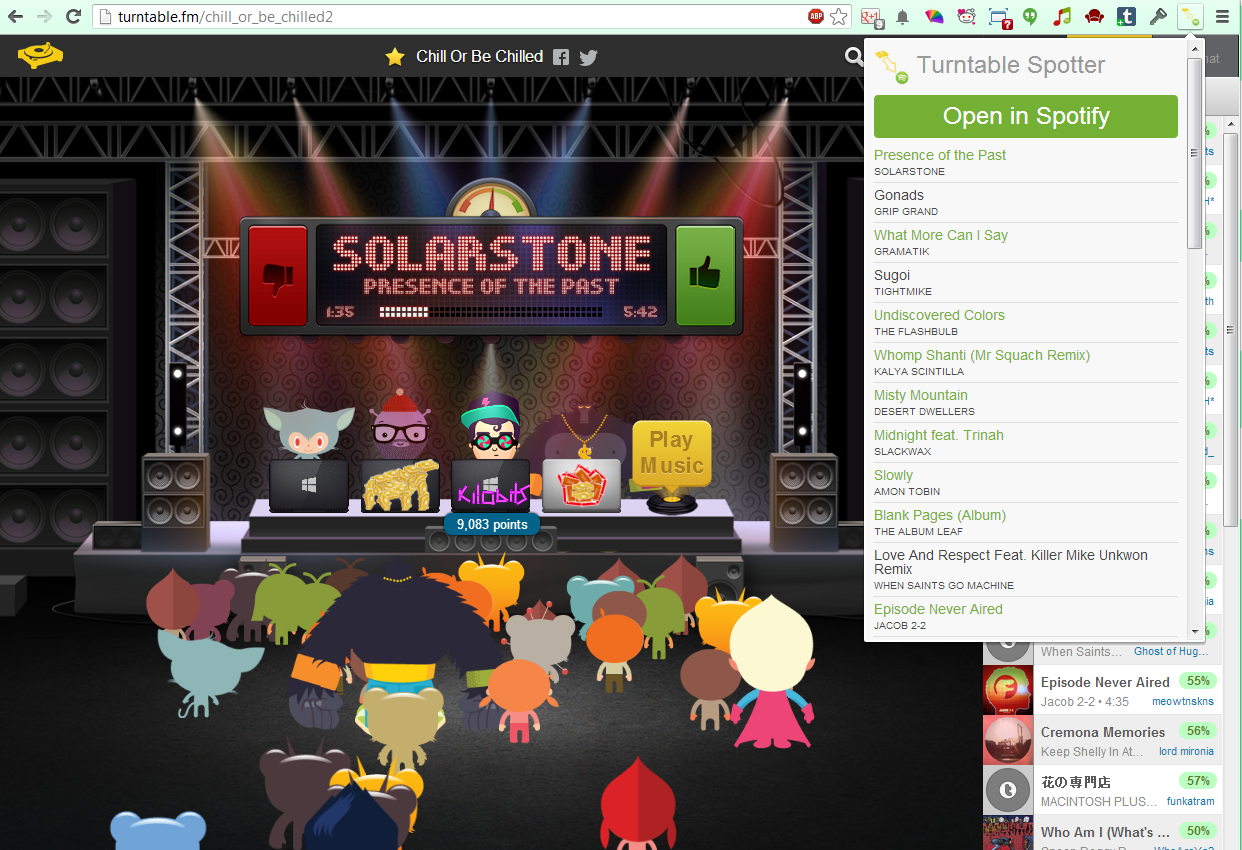 turntable.fm/chill_or_be_chilled2
ABP
Chill Or Be Chilled
SOLARSTONE
PRESENCE OF THE PAST
1:35
5:42
Play
Music
Kilobits
9,083 points
Turntable Spotter
Open in Spotify
Presence of the Past
SOLARSTONE
Gonads
GRIP GRAND
What More Can I Say
GRAMATIK
Sugoi
TIGHTMIKE
Undiscovered Colors
THE FLASHBULB
Whomp Shanti (Mr Squach Remix)
KALYA SCINTILLA
Misty Mountain
DESERT DWELLERS
Midnight feat. Trinah
SLACKWAX
Slowly
AMON TOBIN
Blank Pages (Album)
THE ALBUM LEAF
Love And Respect Feat. Killer Mike Unkwon
Remix
WHEN SAINTS GO MACHINE
Episode Never Aired
JACOB 2-2
When Saints... Ghost of Hug...
Episode Never Aired 55%
Jacob 2-2 • 4:35 meowtnskns
Cremona Memories 56%
Keep Shelly In At... lord mironia
花の専門店 57%
MACINTOSH PLUS... funkatram
Who Am I (What's ... 50%